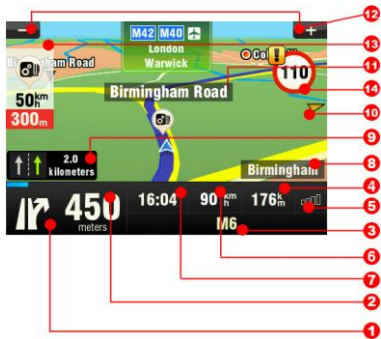 − +
M42 M40
London
Warwick
Birmingham Road
Co
110
50 km h
300m
Birmingham Road
2.0
kilometers
Birmingham
450
meters
16:04
90 km h
176 k m
M6
12
13
11
14
10
9
8
4
5
3
6
7
2
1